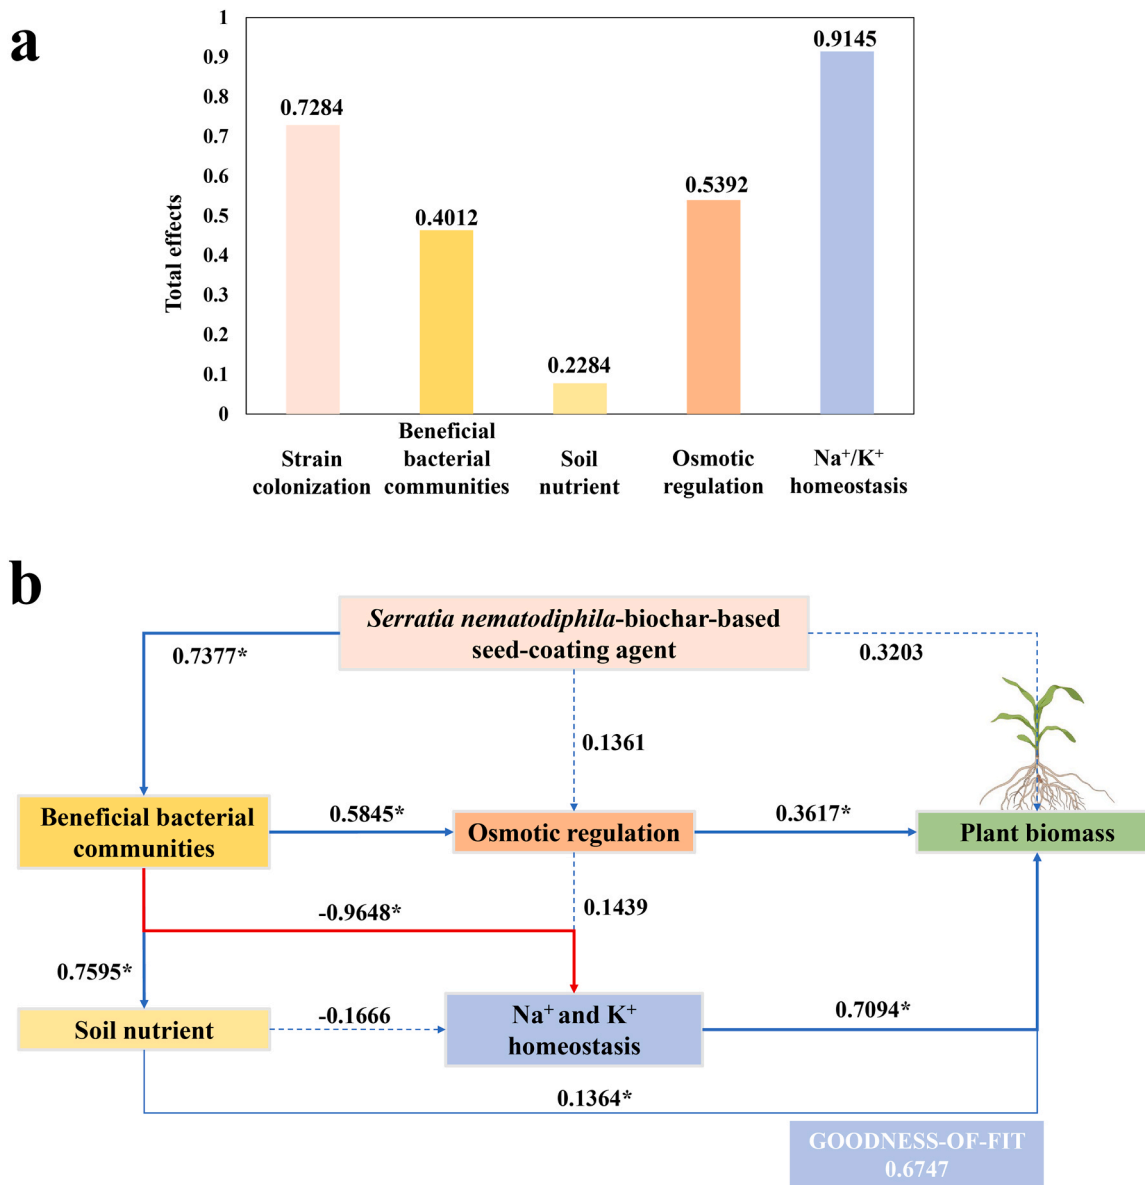 a
Total effects
1
0.9
0.8
0.7
0.6
0.5
0.4
0.3
0.2
0.1
0
0.7284
0.4012
0.2284
0.5392
0.9145
Strain
colonization
Beneficial
bacterial
communities
Soil
nutrient
Osmotic
regulation
Na⁺/K⁺
homeostasis
b
Serratia nematodiphila-biochar-based
seed-coating agent
0.7377*
0.3203
0.1361
Beneficial bacterial
communities
0.5845*
Osmotic regulation
0.3617*
Plant biomass
-0.9648*
0.1439
0.7595*
Soil nutrient
-0.1666
Na⁺ and K⁺
homeostasis
0.7094*
0.1364*
GOODNESS-OF-FIT
0.6747